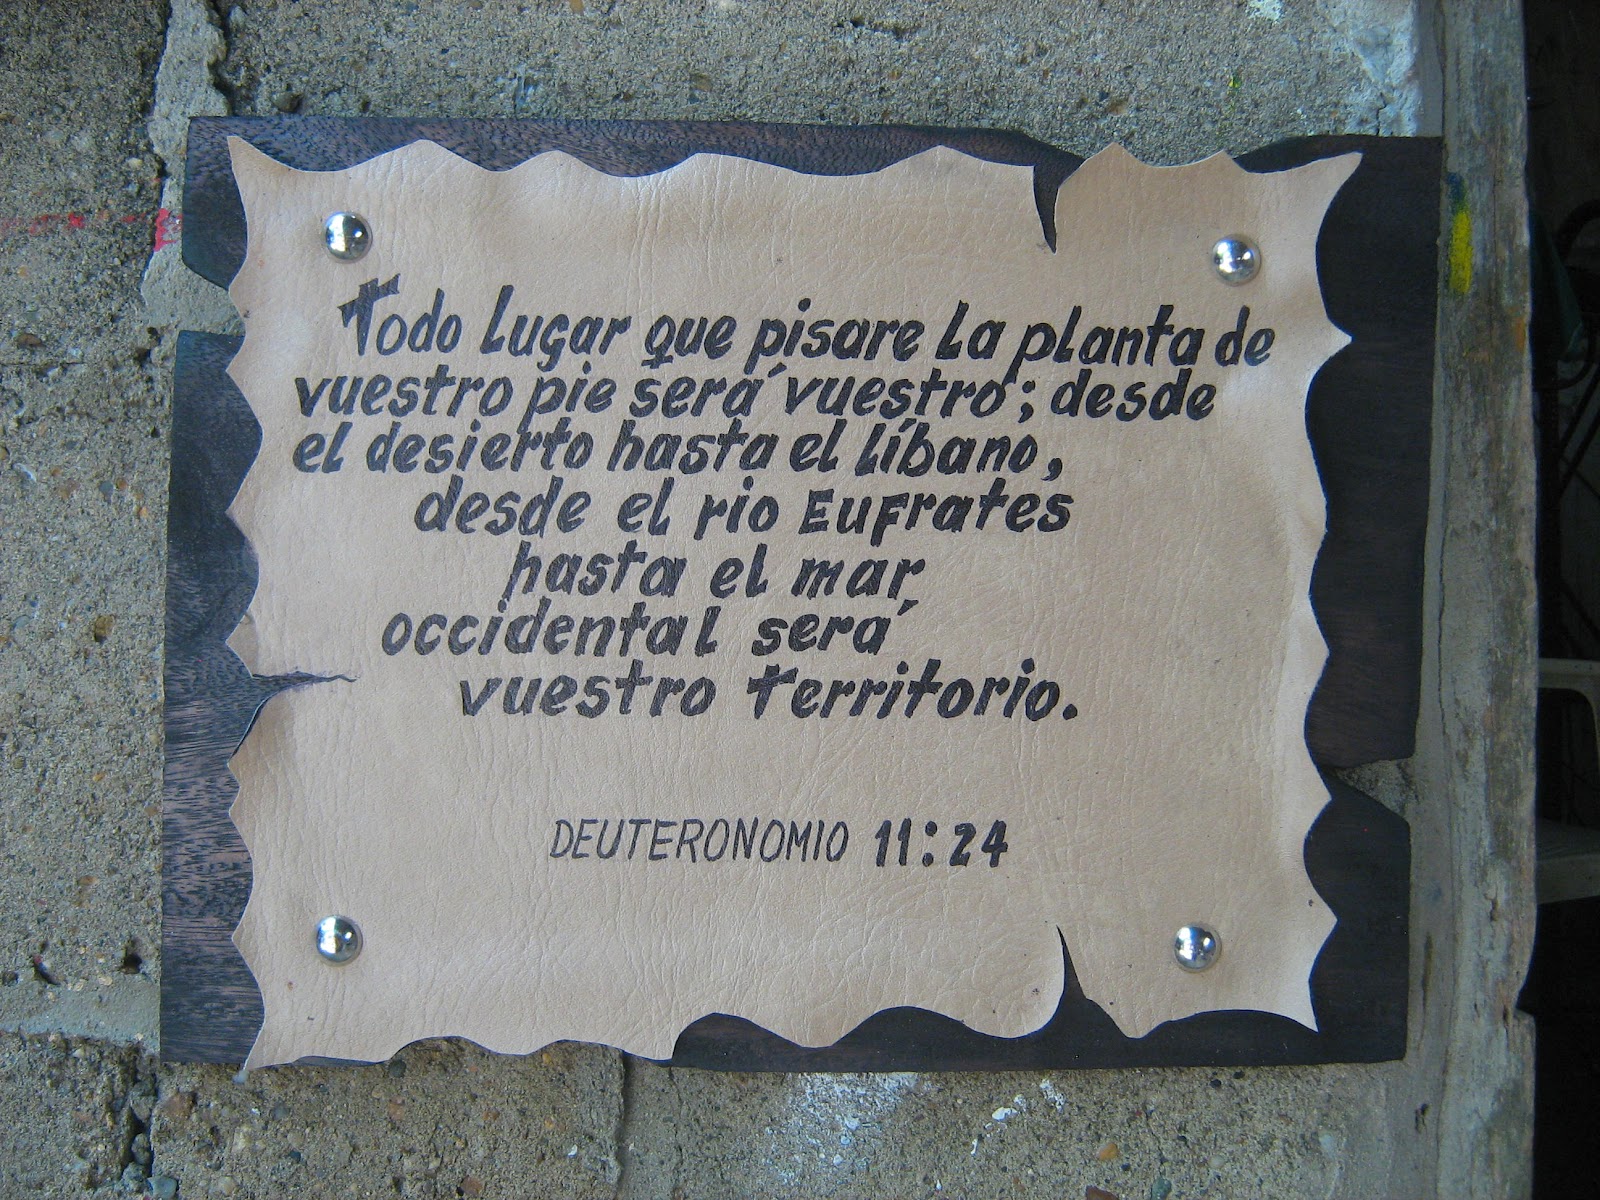 Todo Lugar que pisare la planta de
vuestro pie será vuestro; desde
el desierto hasta el líbano,
desde el rio Eufrates
hasta el mar,
occidental será
vuestro Territorio.
DEUTERONOMIO 11:24